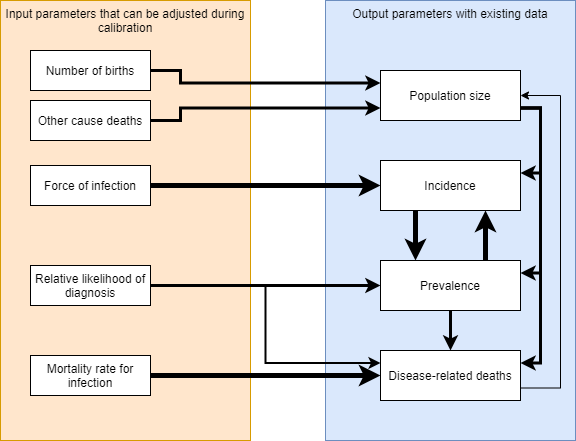 Input parameters that can be adjusted during
calibration
Output parameters with existing data
Number of births
Other cause deaths
Population size
Force of infection
Incidence
Relative likelihood of
diagnosis
Prevalence
Mortality rate for
infection
Disease-related deaths